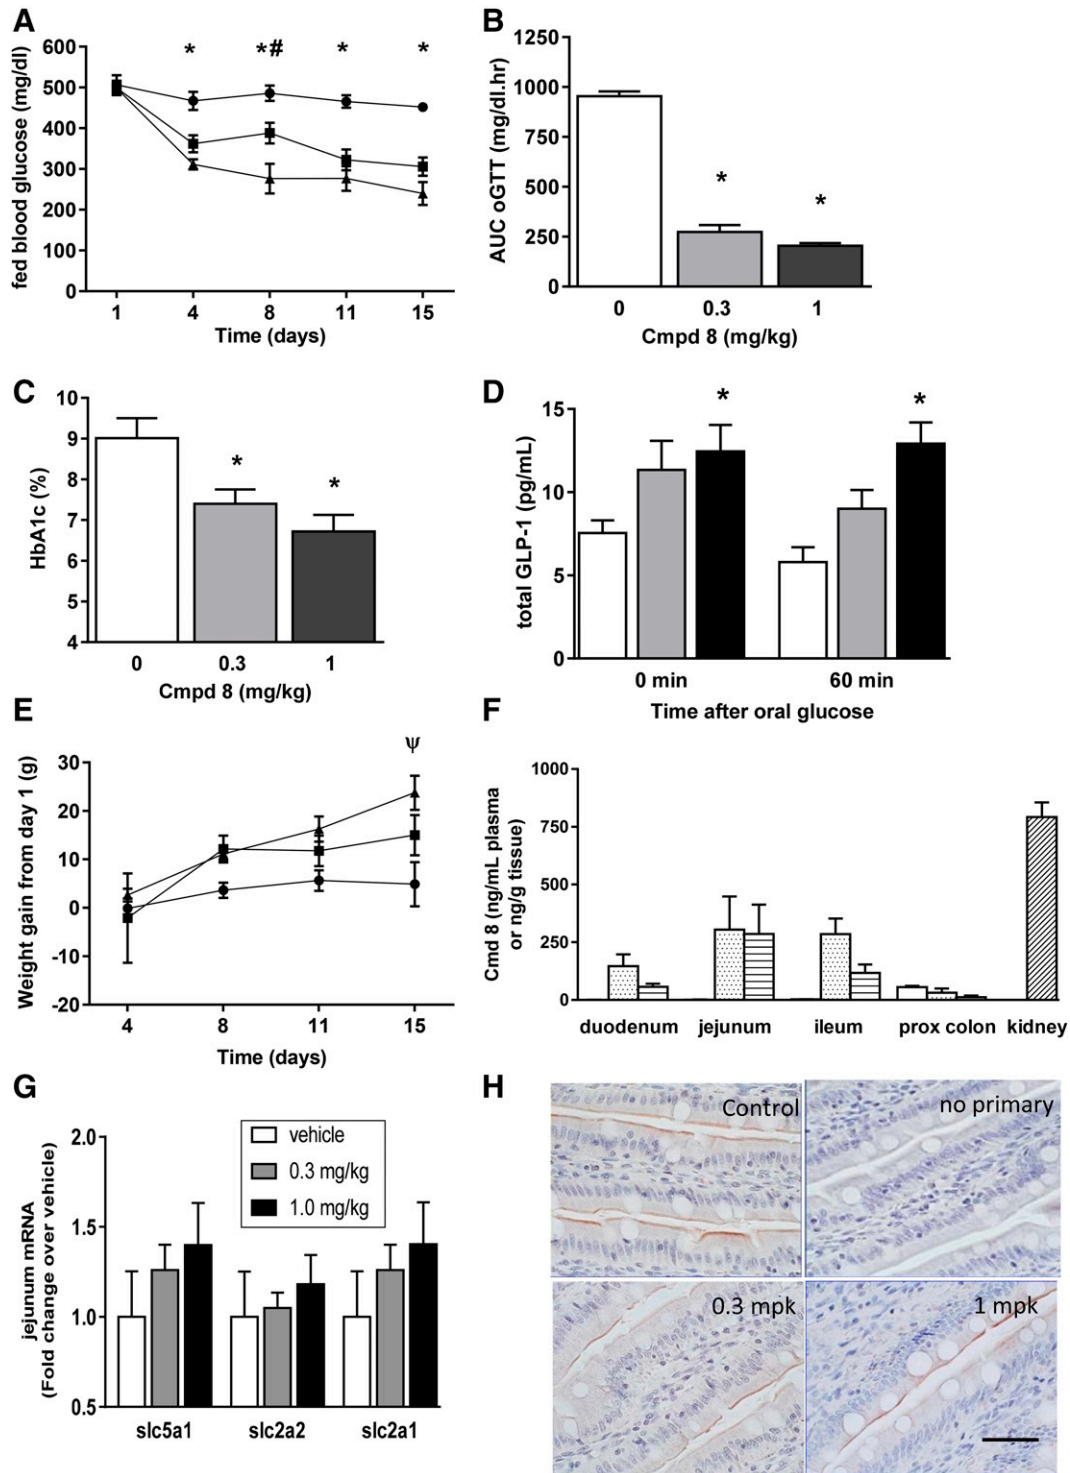 A
fed blood glucose (mg/dl)
600
500
400
300
200
100
0
* *# * *
1 4 8 11 15
Time (days)
B
AUC oGTT (mg/dl.hr)
1250
1000
750
500
250
0
* *
0 0.3 1
Cmpd 8 (mg/kg)
C
HbA1c (%)
10
9
8
7
6
5
4
* *
0 0.3 1
Cmpd 8 (mg/kg)
D
total GLP-1 (pg/mL)
15
10
5
0
* *
0 min 60 min
Time after oral glucose
E
Weight gain from day 1 (g)
30
20
10
0
-10
-20
ψ
4 8 11 15
Time (days)
F
Cmd 8 (ng/mL plasma
or ng/g tissue)
1000
750
500
250
0
duodenum jejunum ileum prox colon kidney
G
jejunum mRNA
(Fold change over vehicle)
2.0
1.5
1.0
0.5
vehicle
0.3 mg/kg
1.0 mg/kg
slc5a1 slc2a2 slc2a1
H
Control
no primary
0.3 mpk
1 mpk